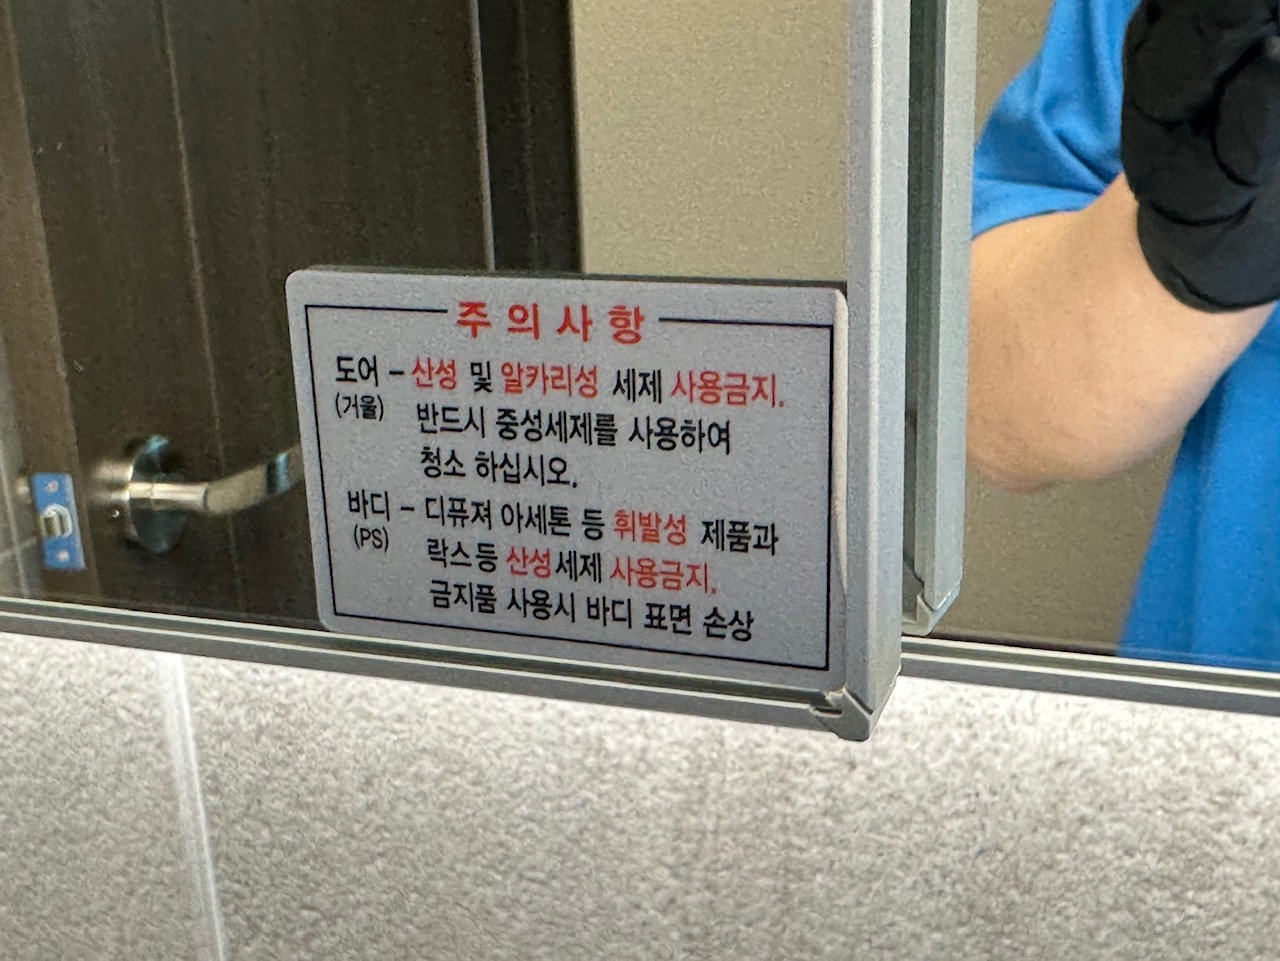 주의사항
도어 - 산성 및 알카리성 세제 사용금지.
(거울) 반드시 중성세제를 사용하여
청소 하십시오.
바디 - 디퓨져 아세톤 등 휘발성 제품과
(PS) 락스등 산성세제 사용금지.
금지품 사용시 바디 표면 손상